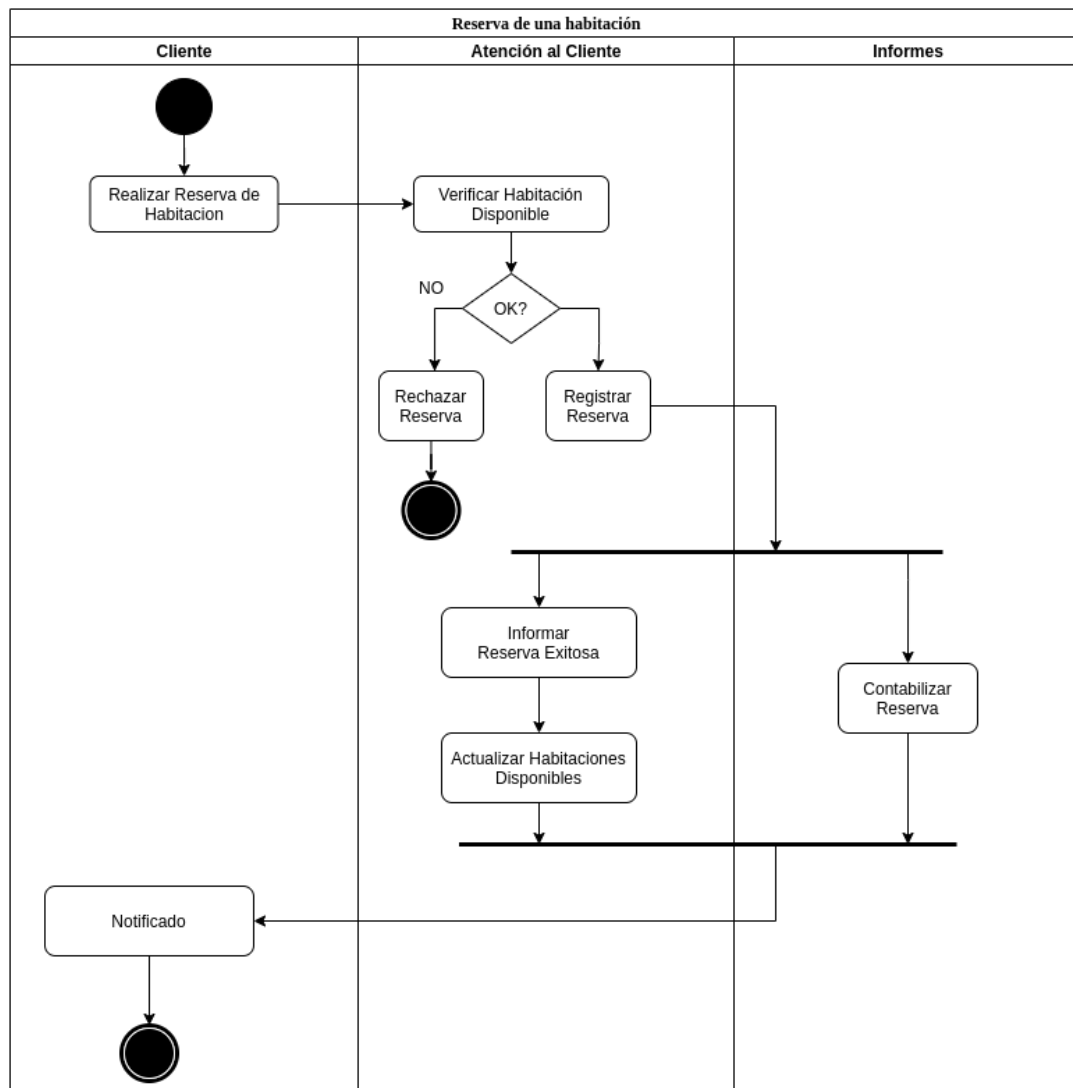 Reserva de una habitación
Cliente
Atención al Cliente
Informes
Realizar Reserva de
Habitacion
Verificar Habitación
Disponible
NO
OK?
Rechazar
Reserva
Registrar
Reserva
Informar
Reserva Exitosa
Contabilizar
Reserva
Actualizar Habitaciones
Disponibles
Notificado